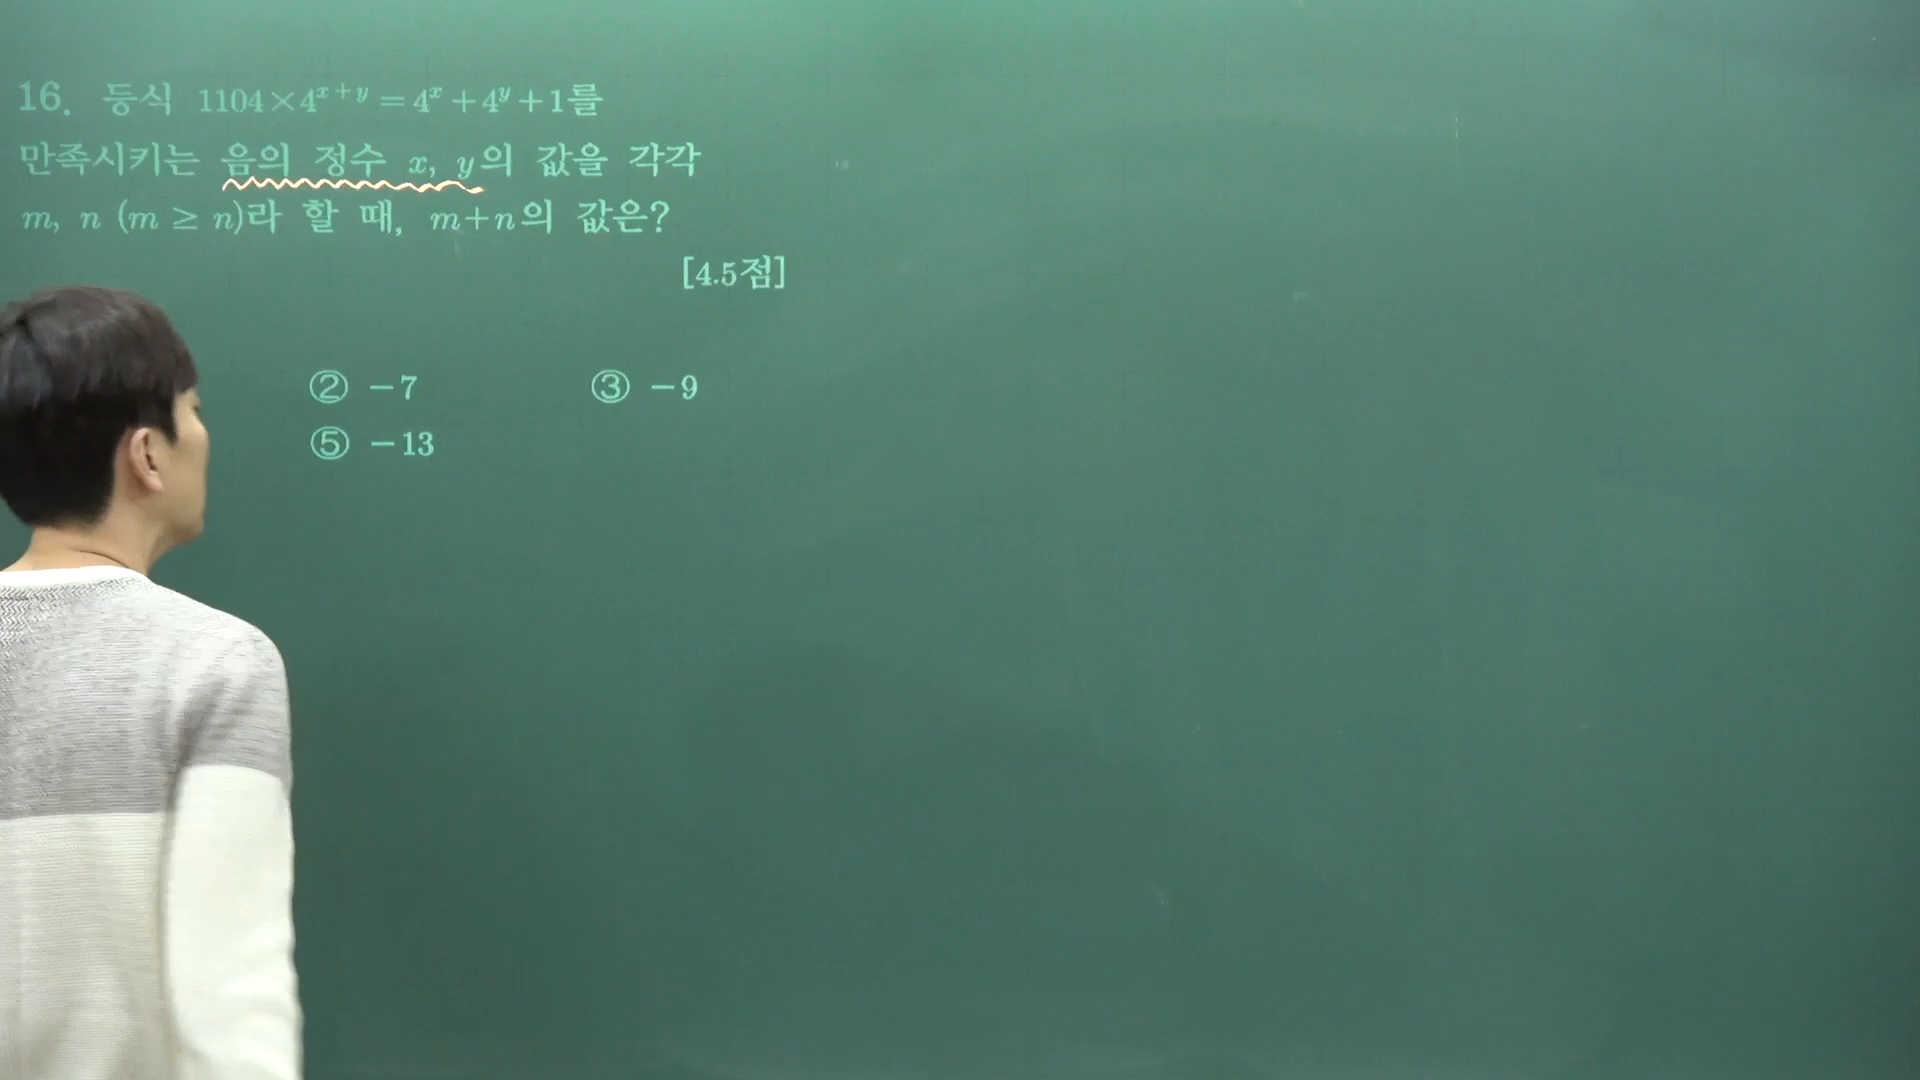 16. 등식 1104×4^{x+y}=4^x+4^y+1를
만족시키는 음의 정수 x, y의 값을 각각
m, n (m ≥ n)라 할 때, m+n의 값은?
[4.5점]
② −7 ③ −9
⑤ −13